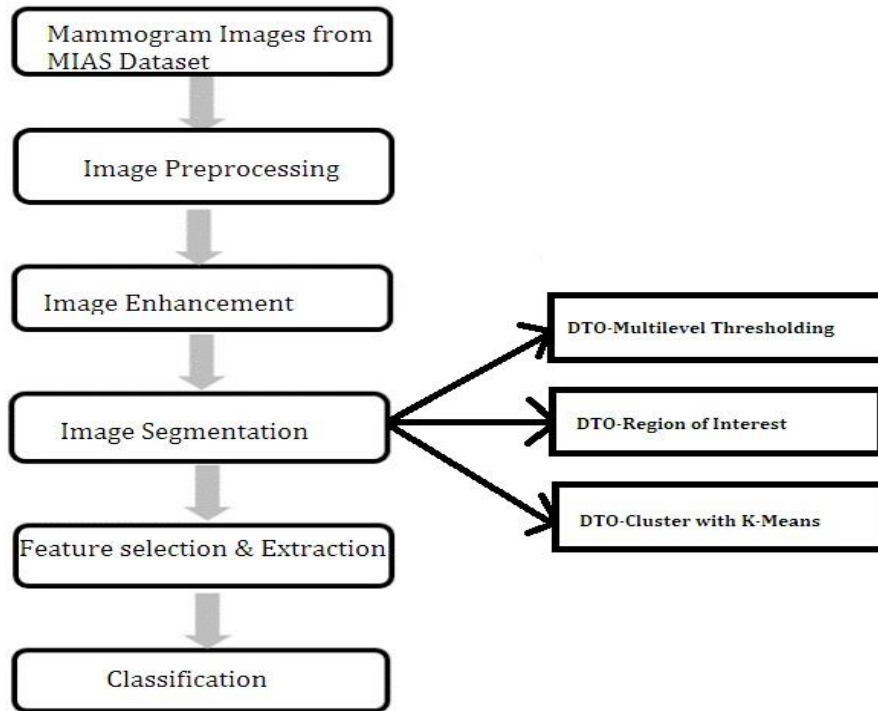 Mammogram Images from
MIAS Dataset
Image Preprocessing
Image Enhancement
DTO-Multilevel Thresholding
Image Segmentation
DTO-Region of Interest
DTO-Cluster with K-Means
Feature selection & Extraction
Classification